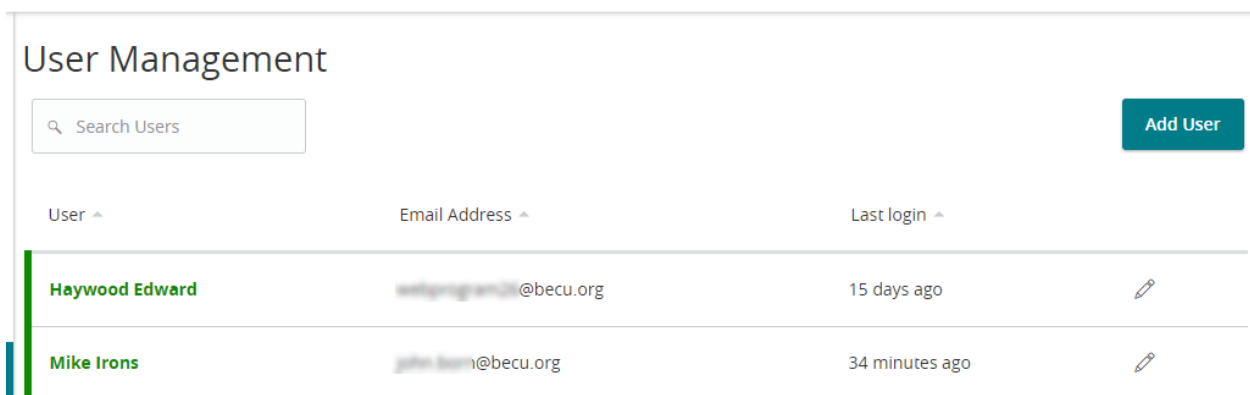 User Management
Search Users
Add User
User Email Address Last login
Haywood Edward @becu.org 15 days ago
Mike Irons @becu.org 34 minutes ago